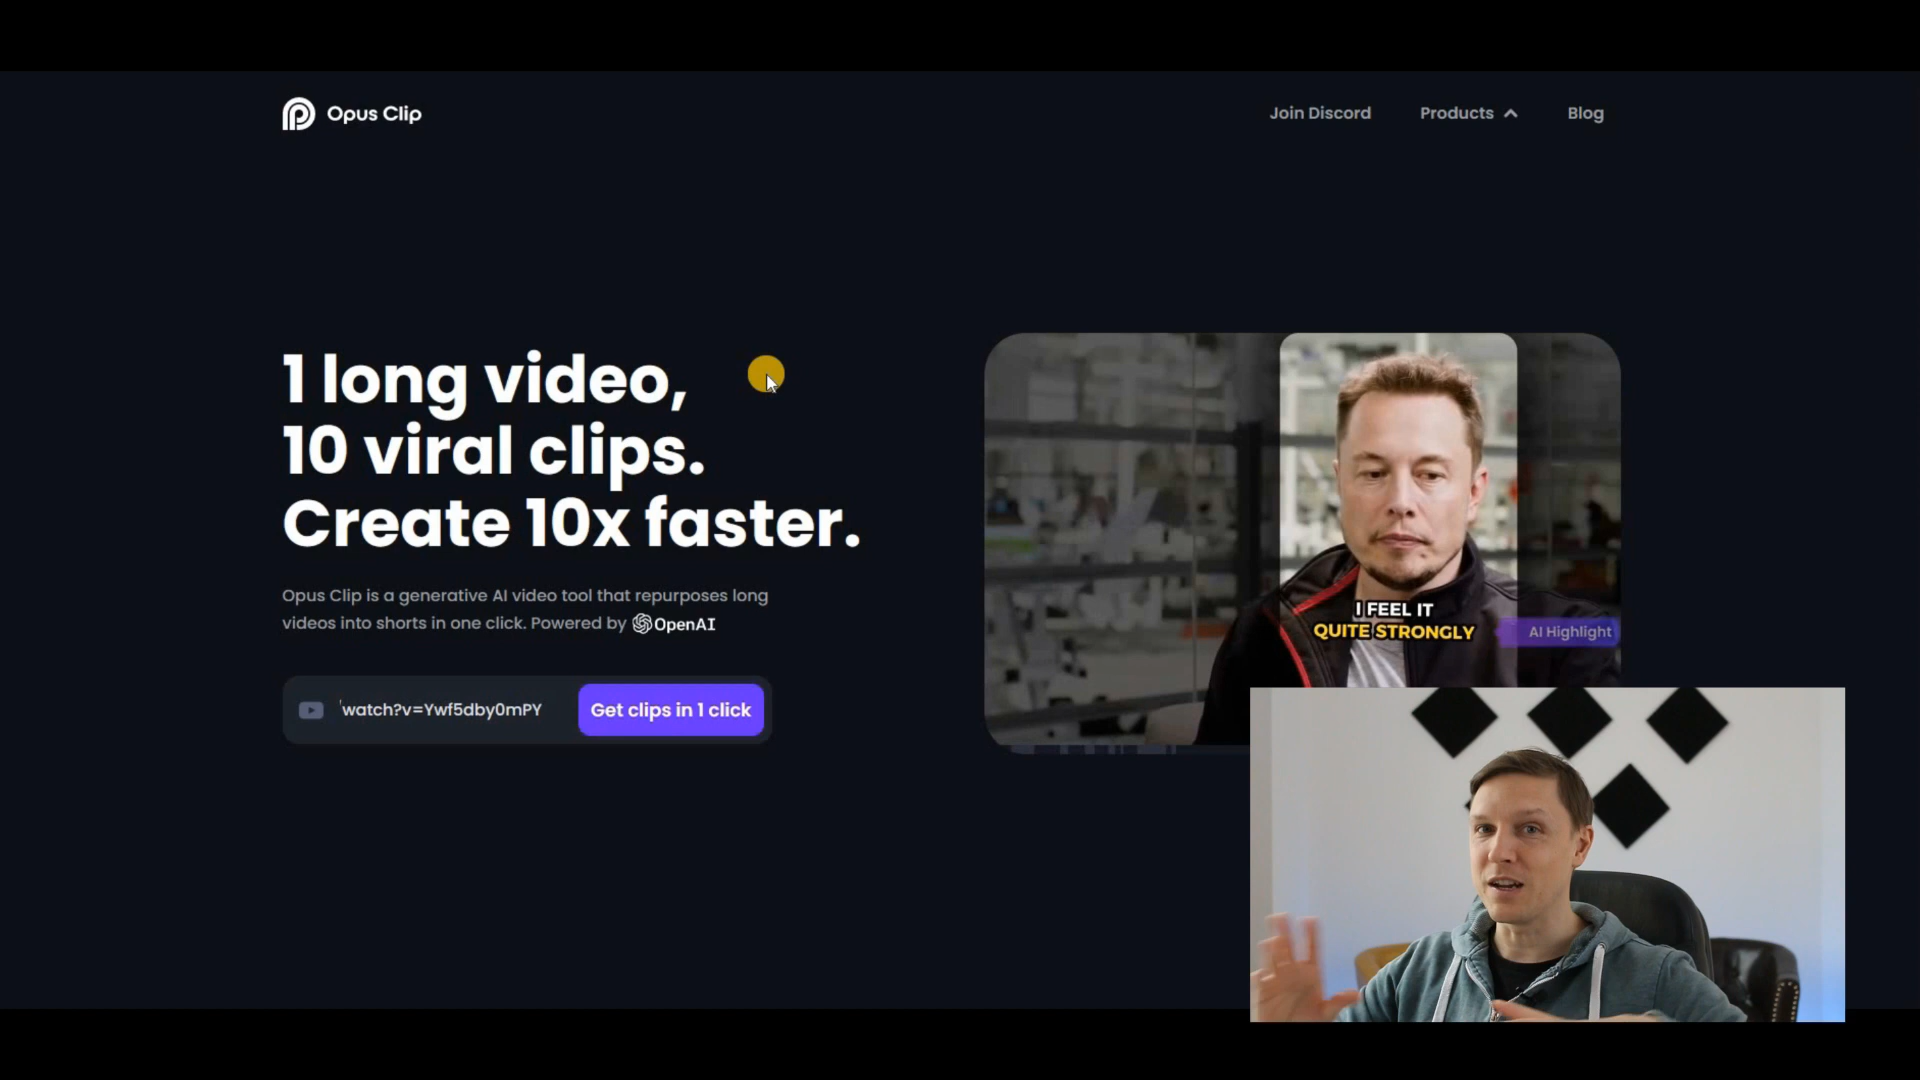 Opus Clip
Join Discord
Products
Blog
1 long video,
10 viral clips.
Create 10x faster.
Opus Clip is a generative AI video tool that repurposes long
videos into shorts in one click. Powered by OpenAI
watch?v=Ywf5dby0mPY
Get clips in 1 click
I FEEL IT
QUITE STRONGLY
AI Highlight